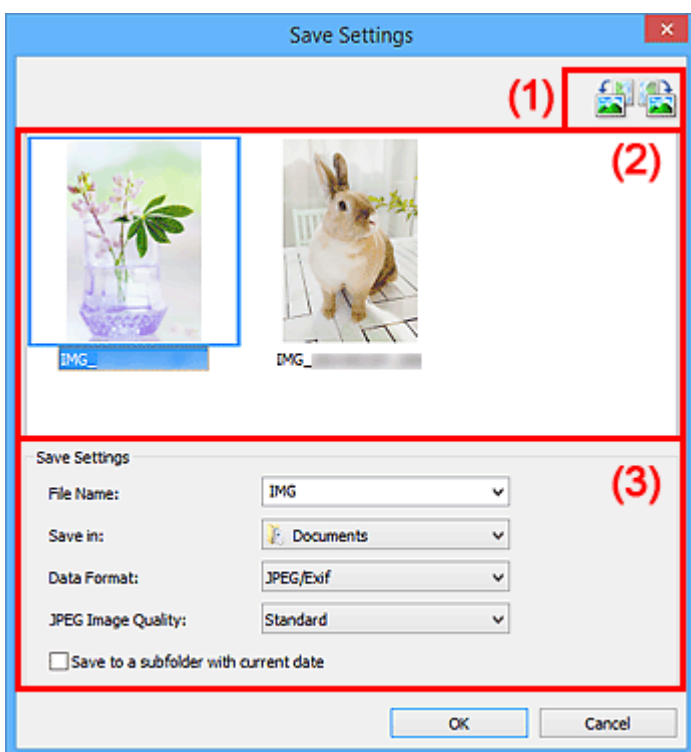 Save Settings
(1)
(2)
IMG_
IMG_
Save Settings
(3)
File Name: IMG
Save in: Documents
Data Format: JPEG/Exif
JPEG Image Quality: Standard
Save to a subfolder with current date
OK Cancel